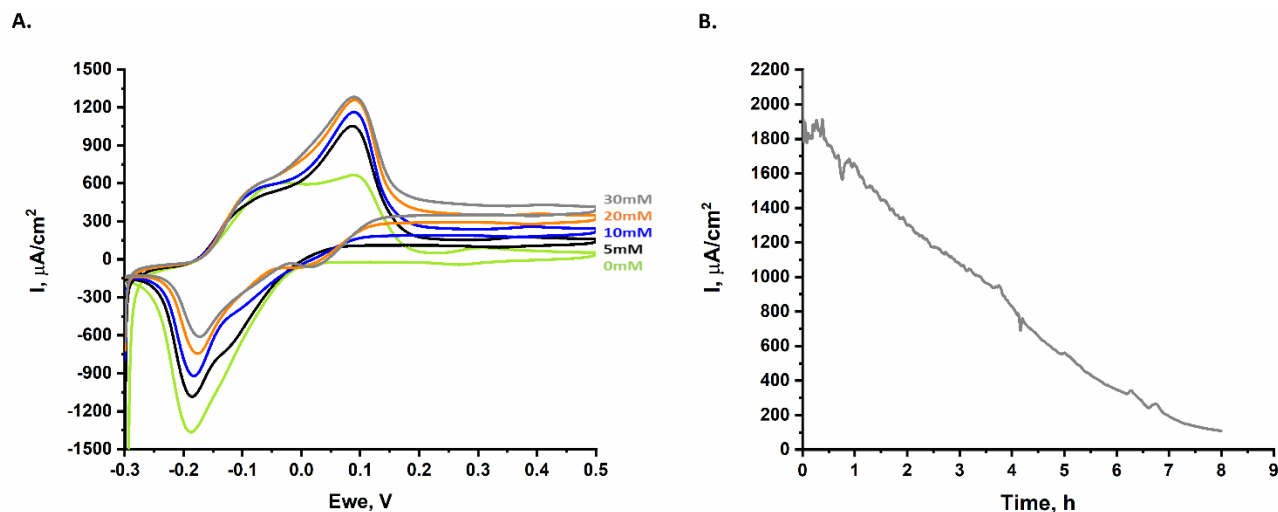 A.
1500
1200
900
600
300
0
-300
-600
-900
-1200
-1500
I, µA/cm²
-0.3 -0.2 -0.1 0.0 0.1 0.2 0.3 0.4 0.5
Ewe, V
30mM
20mM
10mM
5mM
0mM
B.
2200
2000
1800
1600
1400
1200
1000
800
600
400
200
0
I, µA/cm²
0 1 2 3 4 5 6 7 8 9
Time, h